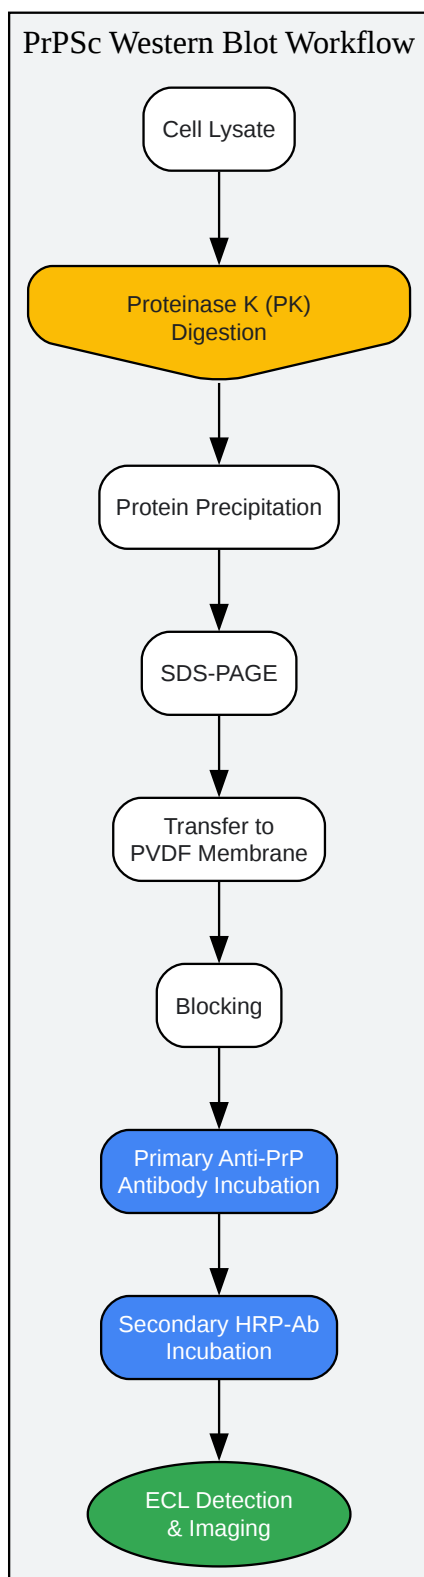 PrPSc Western Blot Workflow
Cell Lysate
Proteinase K (PK)
Digestion
Protein Precipitation
SDS-PAGE
Transfer to
PVDF Membrane
Blocking
Primary Anti-PrP
Antibody Incubation
Secondary HRP-Ab
Incubation
ECL Detection
& Imaging